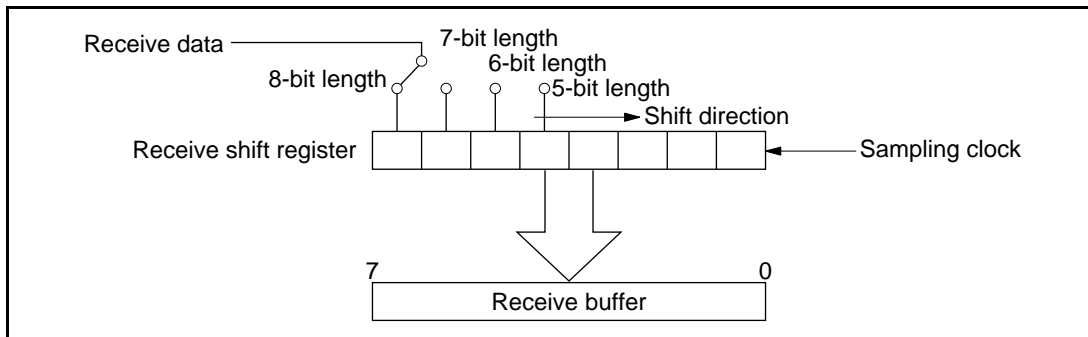 Receive data
7-bit length
6-bit length
8-bit length
5-bit length
Shift direction
Receive shift register
Sampling clock
7
0
Receive buffer